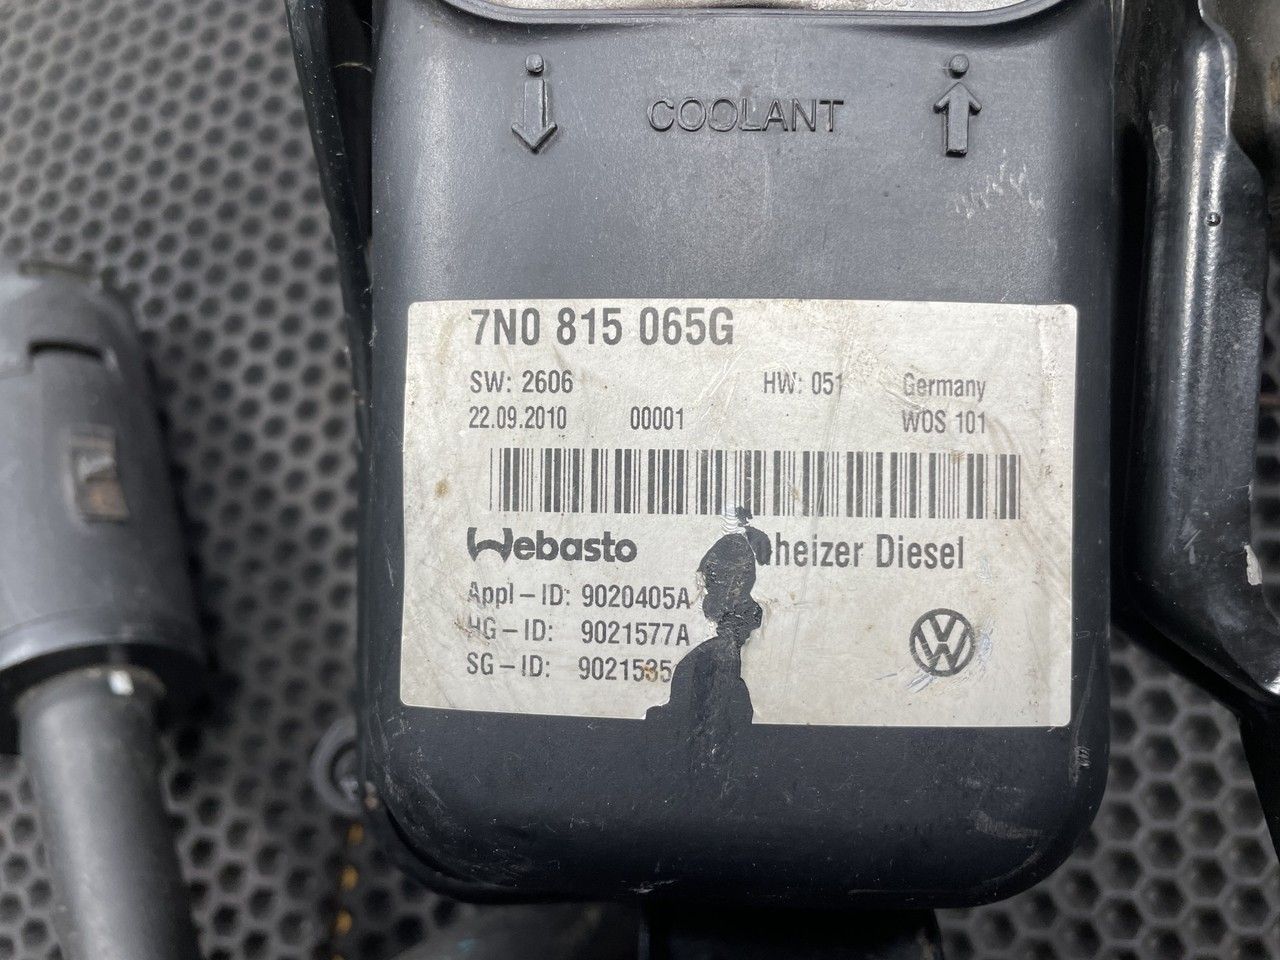 COOLANT
7N0 815 065G
SW: 2606 HW: 051 Germany
22.09.2010 00001 WOS 101
Webasto heizer Diesel
Appl-ID: 9020405A
HG-ID: 9021577A
SG-ID: 9021535
VW